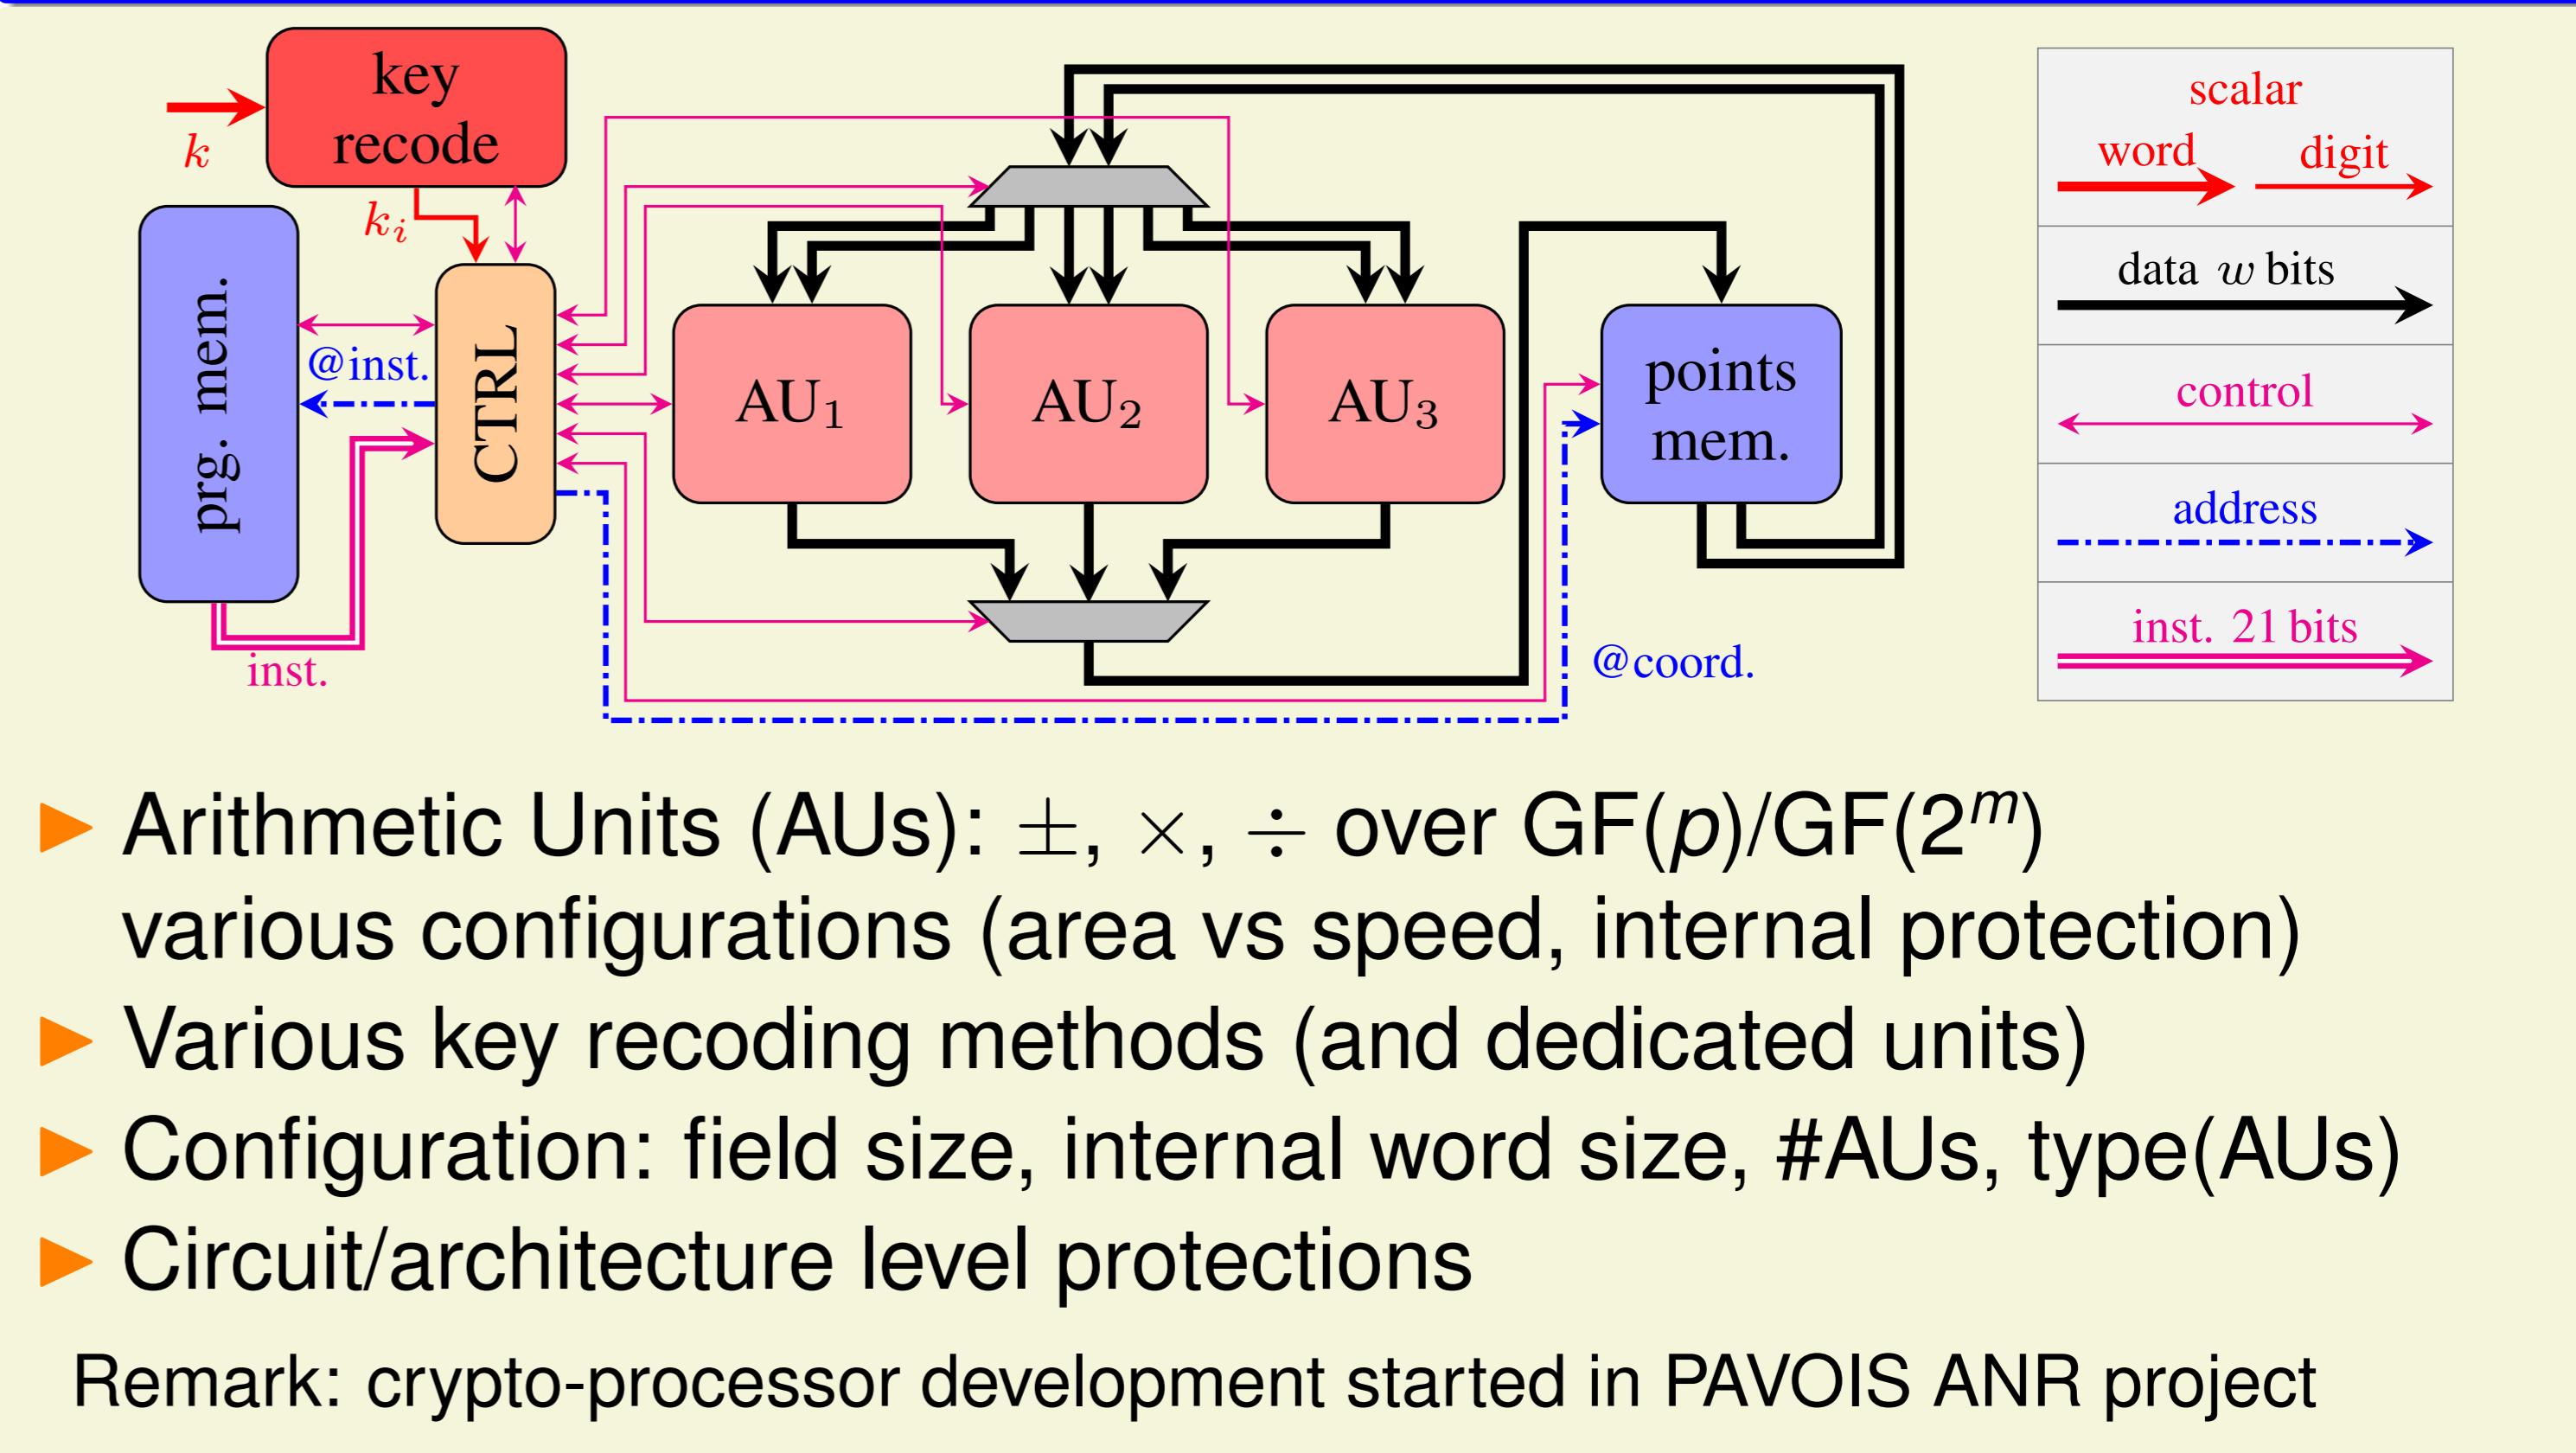 key
recode
k
k_i
prg. mem.
@inst.
inst.
CTRL
AU₁
AU₂
AU₃
points
mem.
@coord.
scalar
word
digit
data w bits
control
address
inst. 21 bits
▶ Arithmetic Units (AUs): ±, ×, ÷ over GF(p)/GF(2^m)
various configurations (area vs speed, internal protection)
▶ Various key recoding methods (and dedicated units)
▶ Configuration: field size, internal word size, #AUs, type(AUs)
▶ Circuit/architecture level protections
Remark: crypto-processor development started in PAVOIS ANR project